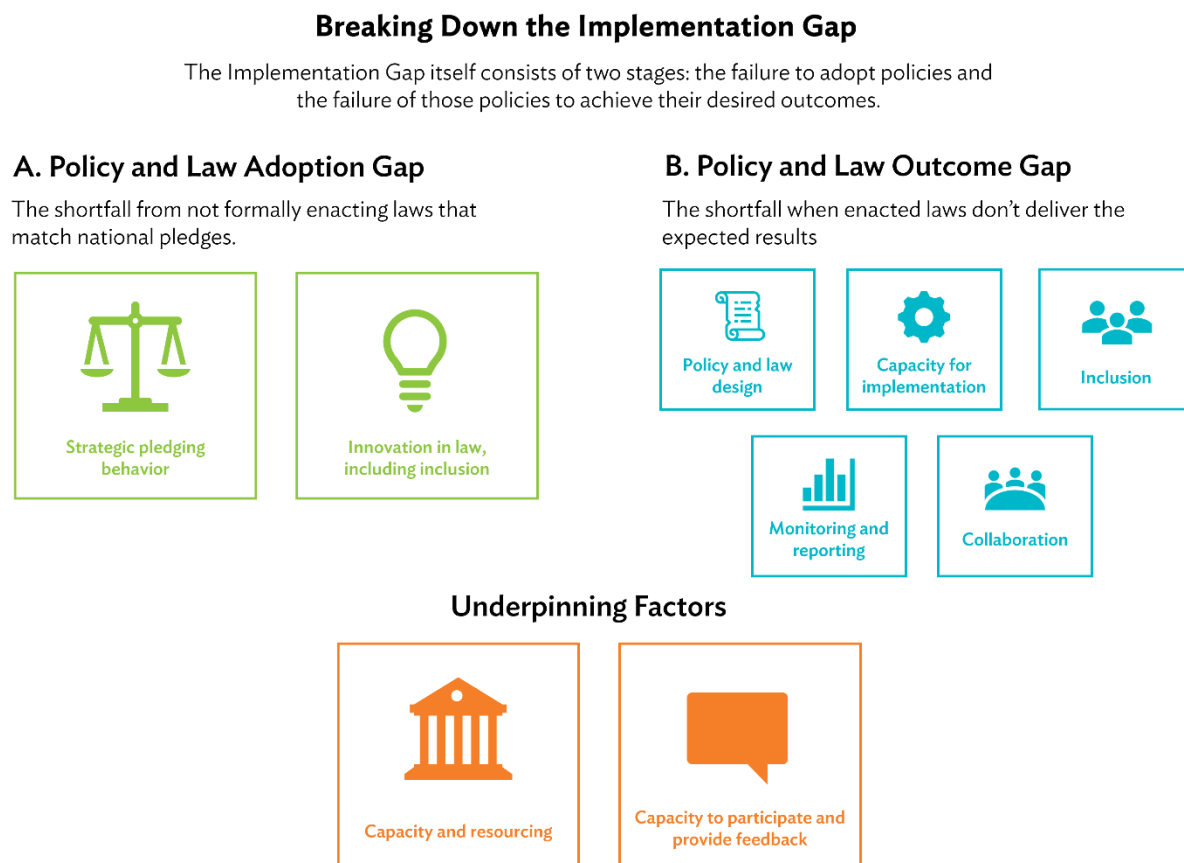 Breaking Down the Implementation Gap
The Implementation Gap itself consists of two stages: the failure to adopt policies and
the failure of those policies to achieve their desired outcomes.
A. Policy and Law Adoption Gap
The shortfall from not formally enacting laws that
match national pledges.
Strategic pledging
behavior
Innovation in law,
including inclusion
B. Policy and Law Outcome Gap
The shortfall when enacted laws don’t deliver the
expected results
Policy and law
design
Capacity for
implementation
Inclusion
Monitoring and
reporting
Collaboration
Underpinning Factors
Capacity and resourcing
Capacity to participate and
provide feedback